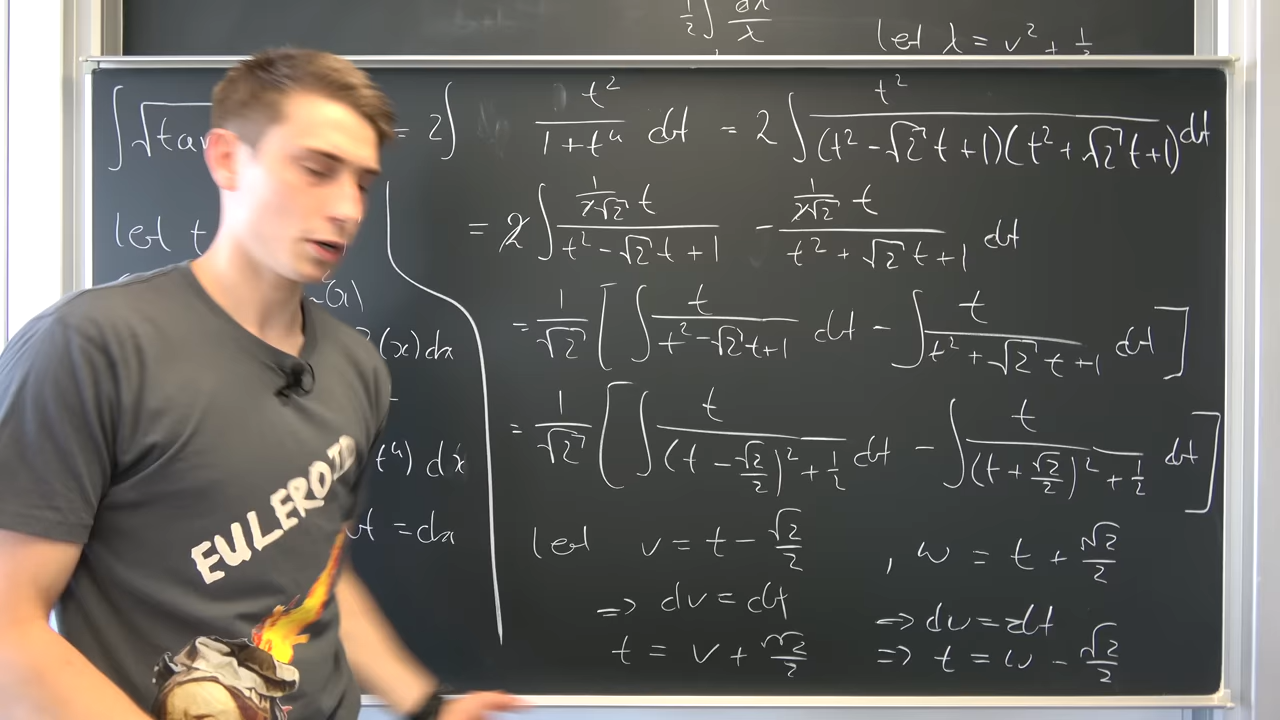 ½∫ dλ/λ
let λ = v² + ½
∫√tan = 2∫ t²/(1+t⁴) dt = 2∫ t²/((t²-√2 t+1)(t²+√2 t+1)) dt
let t
(x)
= 2∫ (1/(2√2) t)/(t²-√2 t+1) - (1/(2√2) t)/(t²+√2 t+1) dt
²(x)dx
= 1/√2 [∫ t/(t²-√2 t+1) dt - ∫ t/(t²+√2 t+1) dt]
t⁴) dx
= 1/√2 [∫ t/((t-√2/2)²+½) dt - ∫ t/((t+√2/2)²+½) dt]
dt = dx
let v = t - √2/2 , w = t + √2/2
=> dv = dt => dw = dt
t = v + √2/2 => t = w - √2/2
EULEROID